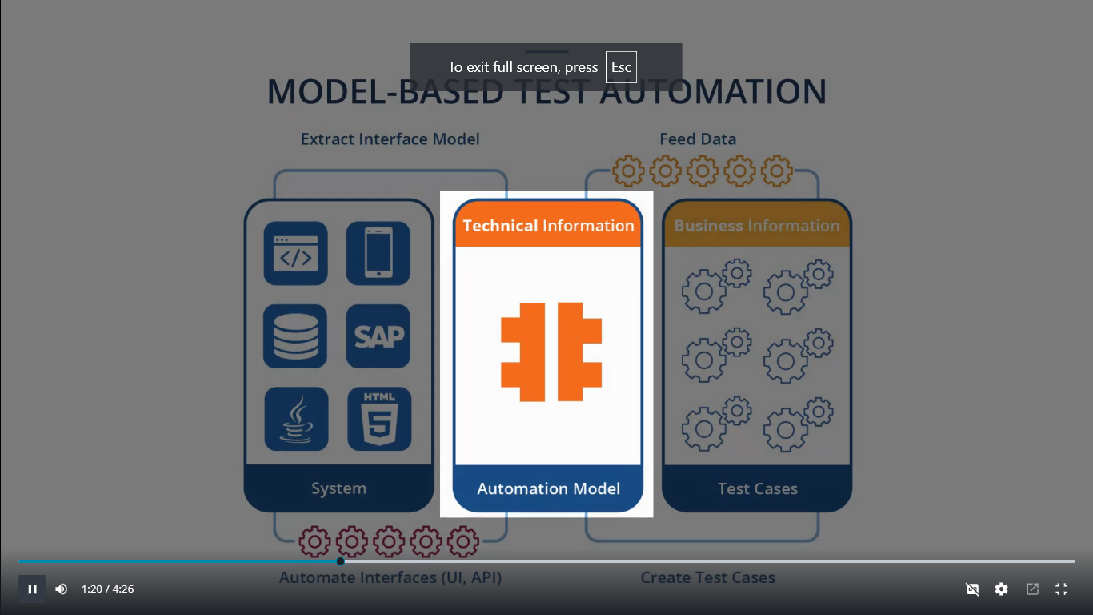 To exit full screen, press Esc
MODEL-BASED TEST AUTOMATION
Extract Interface Model
Feed Data
Technical Information
Business Information
</>
SAP
HTML
5
System
Automation Model
Test Cases
Automate Interfaces (UI, API)
Create Test Cases
1:20 / 4:26